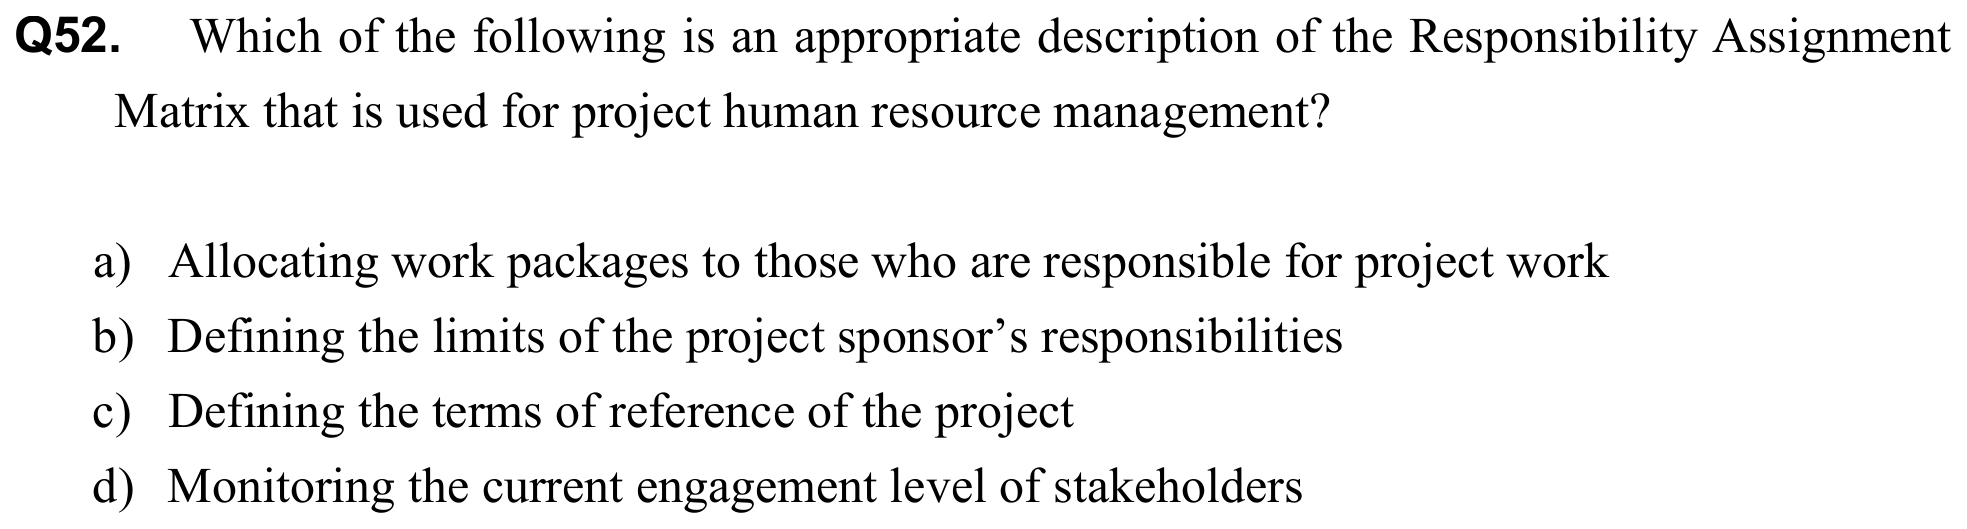 Q52. Which of the following is an appropriate description of the Responsibility Assignment
Matrix that is used for project human resource management?
a) Allocating work packages to those who are responsible for project work
b) Defining the limits of the project sponsor’s responsibilities
c) Defining the terms of reference of the project
d) Monitoring the current engagement level of stakeholders